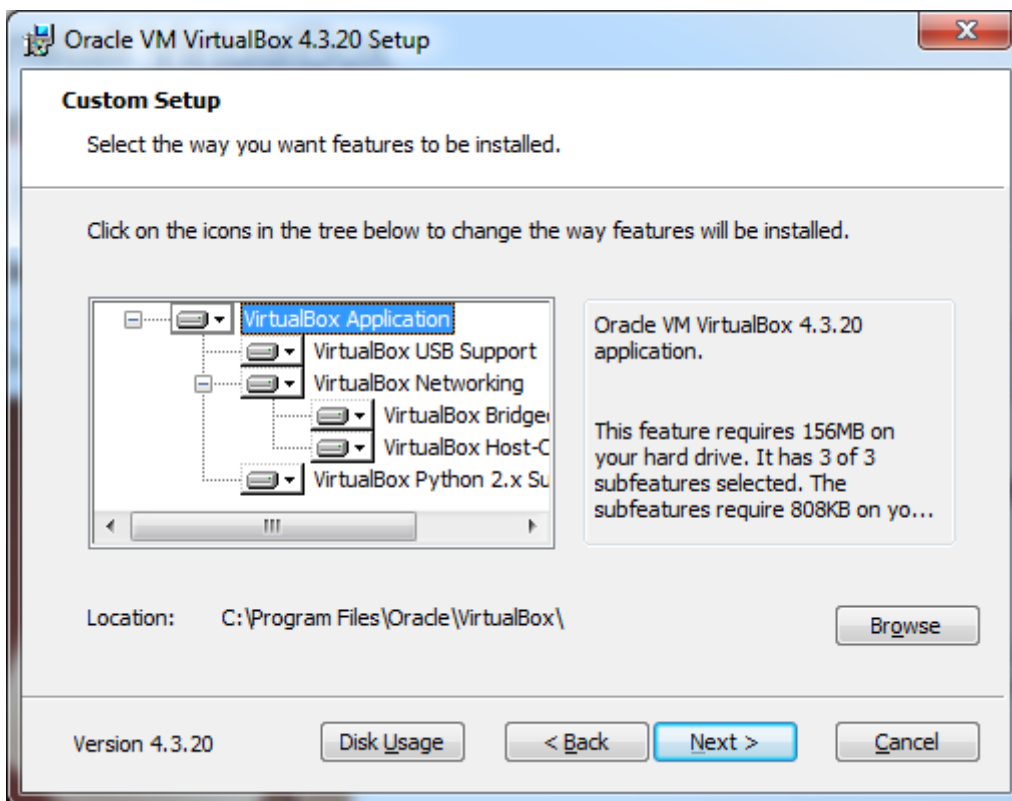 Oracle VM VirtualBox 4.3.20 Setup
Custom Setup
Select the way you want features to be installed.
Click on the icons in the tree below to change the way features will be installed.
VirtualBox Application
VirtualBox USB Support
VirtualBox Networking
VirtualBox Bridge
VirtualBox Host-C
VirtualBox Python 2.x Su
Oracle VM VirtualBox 4.3.20
application.
This feature requires 156MB on
your hard drive. It has 3 of 3
subfeatures selected. The
subfeatures require 808KB on yo...
Location: C:\Program Files\Oracle\VirtualBox\
Browse
Version 4.3.20 Disk Usage < Back Next > Cancel